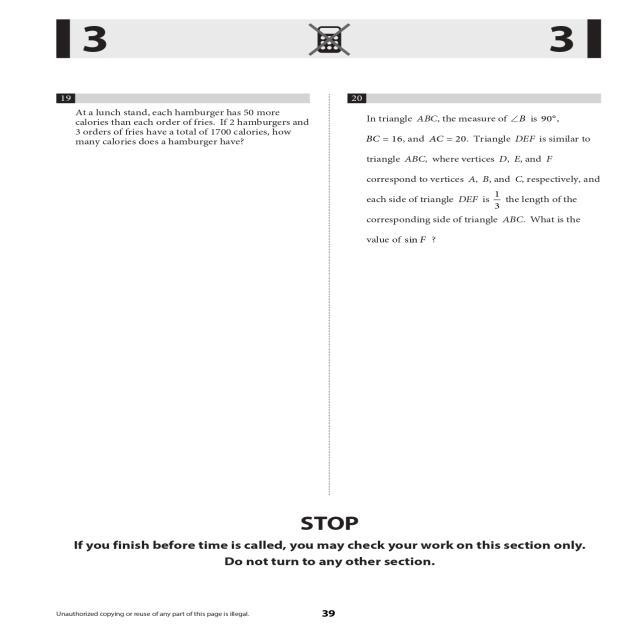 3
3
19
At a lunch stand, each hamburger has 50 more
calories than each order of fries. If 2 hamburgers and
3 orders of fries have a total of 1700 calories, how
many calories does a hamburger have?
20
In triangle ABC, the measure of ∠B is 90°,
BC = 16, and AC = 20. Triangle DEF is similar to
triangle ABC, where vertices D, E, and F
correspond to vertices A, B, and C, respectively, and
each side of triangle DEF is 1/3 the length of the
corresponding side of triangle ABC. What is the
value of sin F ?
STOP
If you finish before time is called, you may check your work on this section only.
Do not turn to any other section.
Unauthorized copying or reuse of any part of this page is illegal.
39